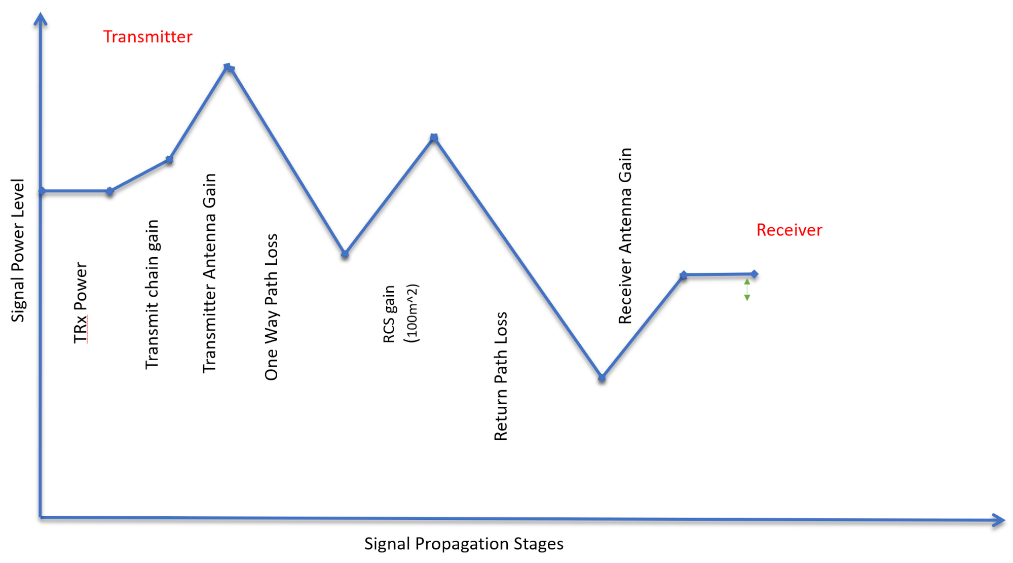 Transmitter
Signal Power Level
TRx Power
Transmit chain gain
Transmitter Antenna Gain
One Way Path Loss
RCS gain
(100m^2)
Return Path Loss
Receiver Antenna Gain
Receiver
Signal Propagation Stages